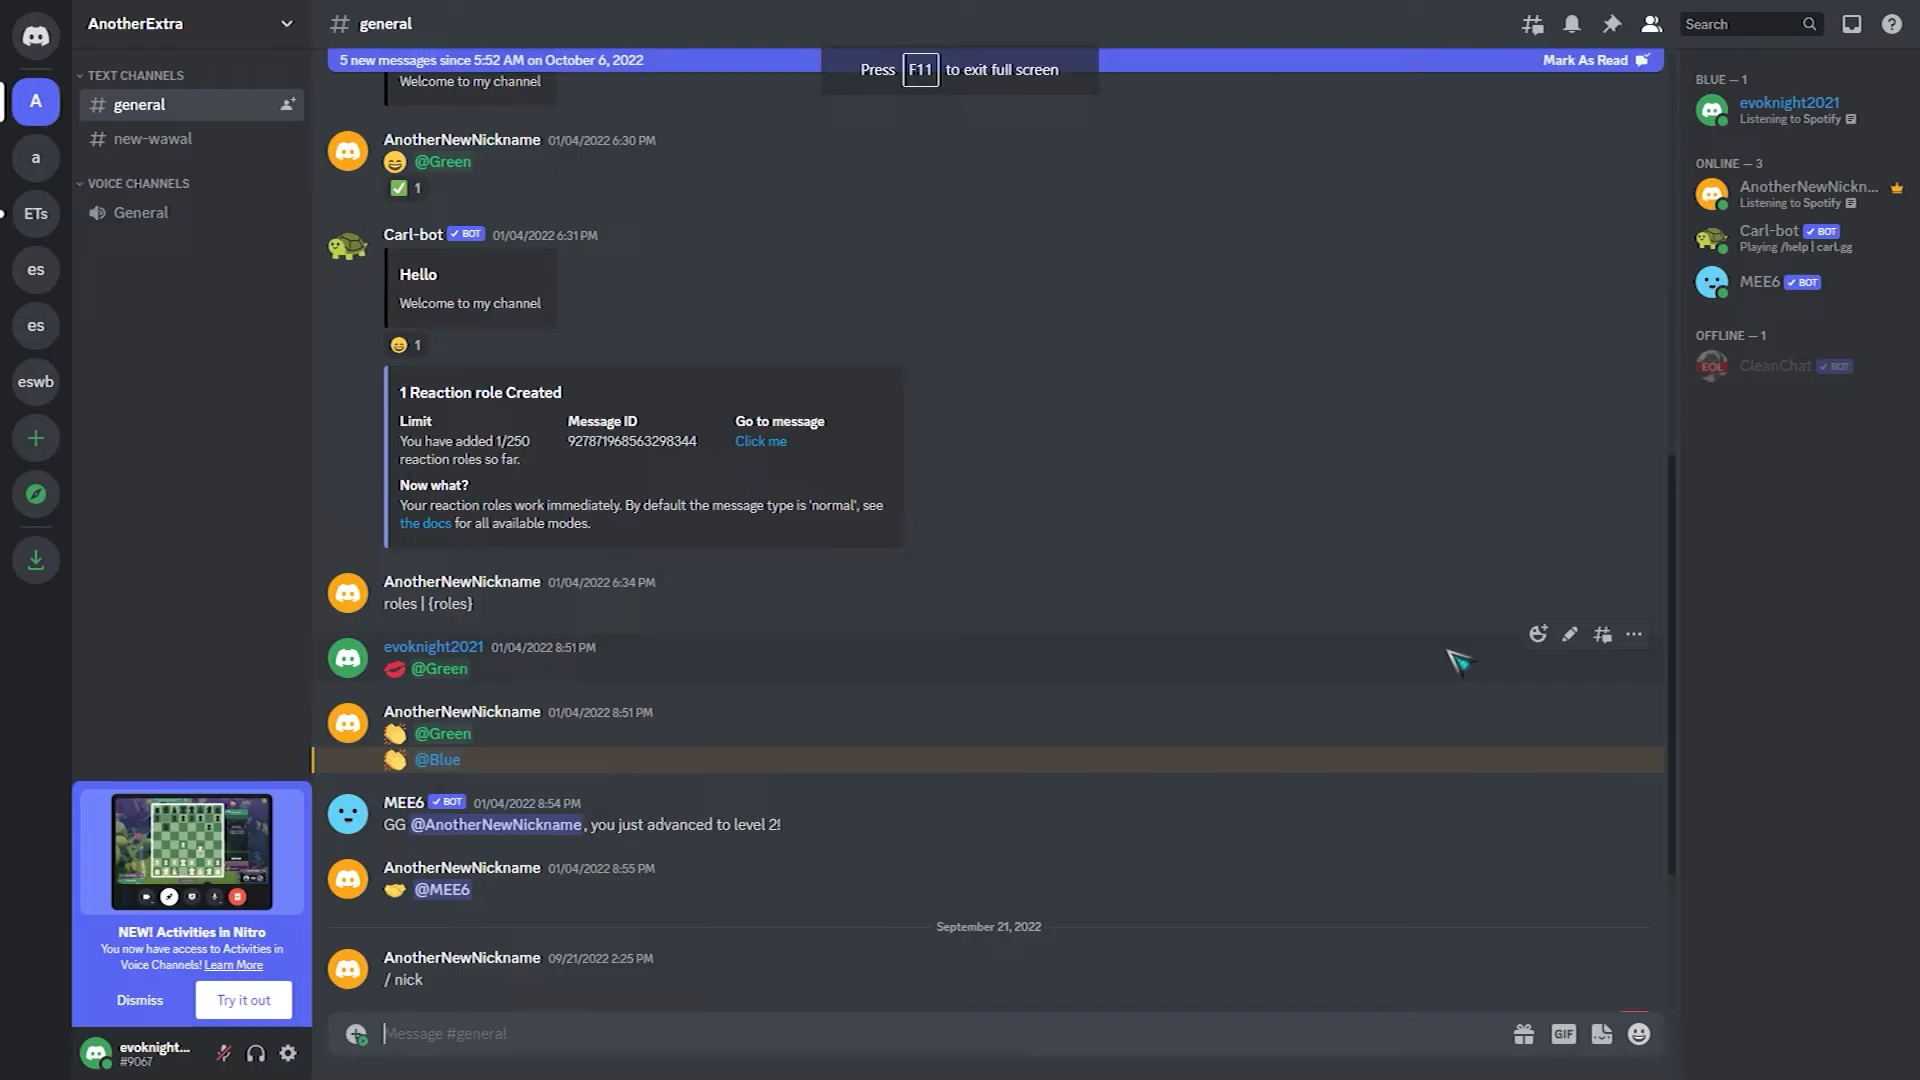 AnotherExtra
general
Search
5 new messages since 5:52 AM on October 6, 2022
Mark As Read
Press F11 to exit full screen
A
a
ETs
es
es
eswb
TEXT CHANNELS
general
new-wawal
VOICE CHANNELS
General
Welcome to my channel
AnotherNewNickname 01/04/2022 6:30 PM
@Green
1
Carl-bot BOT 01/04/2022 6:31 PM
Hello
Welcome to my channel
1
1 Reaction role Created
Limit Message ID Go to message
You have added 1/250 927871968563298344 Click me
reaction roles so far.
Now what?
Your reaction roles work immediately. By default the message type is 'normal', see
the docs for all available modes.
AnotherNewNickname 01/04/2022 6:34 PM
roles | {roles}
evoknight2021 01/04/2022 8:51 PM
@Green
AnotherNewNickname 01/04/2022 8:51 PM
@Green
@Blue
MEE6 BOT 01/04/2022 8:54 PM
GG @AnotherNewNickname, you just advanced to level 2!
AnotherNewNickname 01/04/2022 8:55 PM
@MEE6
September 21, 2022
AnotherNewNickname 09/21/2022 2:25 PM
/ nick
Message #general
GIF
BLUE — 1
evoknight2021
Listening to Spotify
ONLINE — 3
AnotherNewNickn...
Listening to Spotify
Carl-bot BOT
Playing /help | carl.gg
MEE6 BOT
OFFLINE — 1
EOL
CleanChat BOT
NEW! Activities in Nitro
You now have access to Activities in
Voice Channels! Learn More
Dismiss
Try it out
evoknight...
#9067